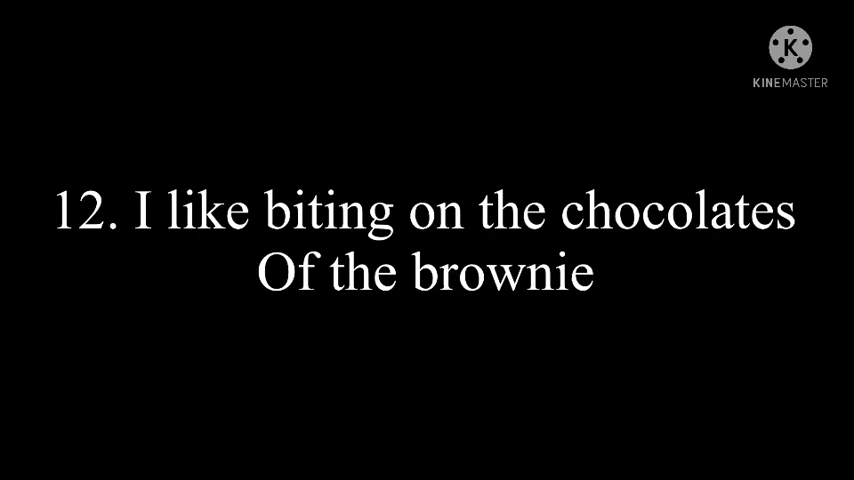 K
KINEMASTER
12. I like biting on the chocolates
Of the brownie